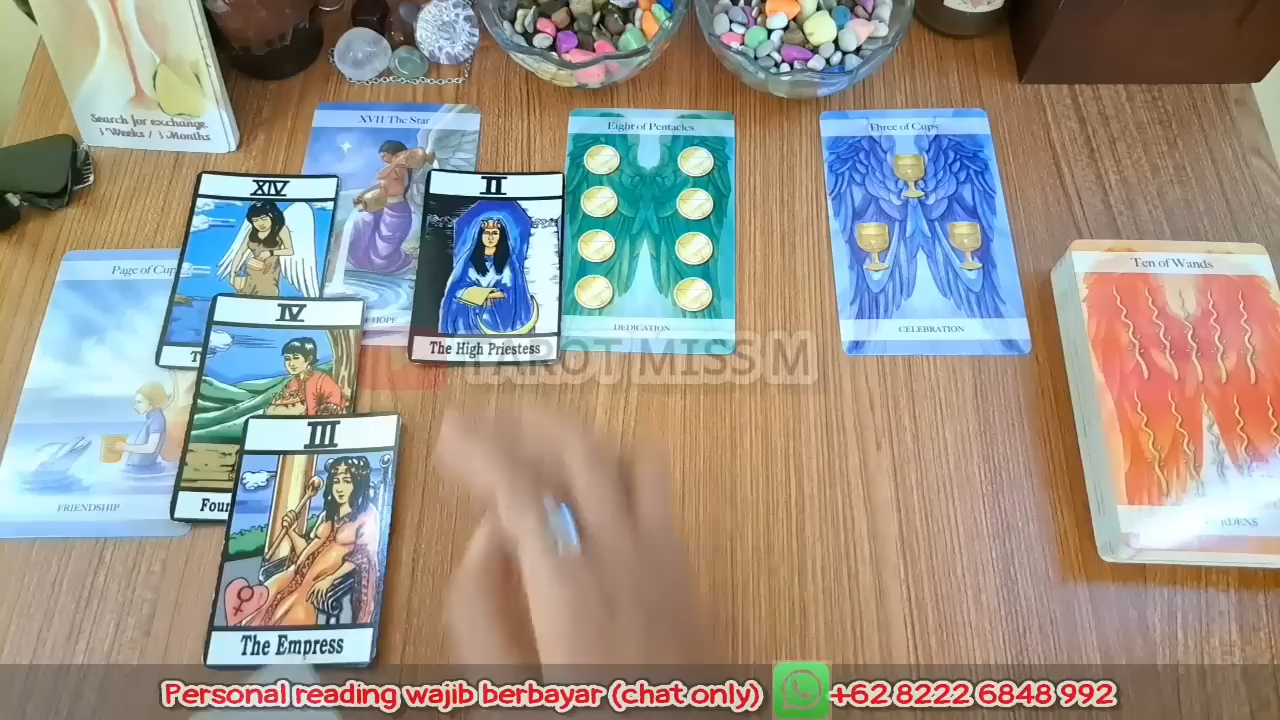 Search for exchange.
3 Weeks / 3 Months
XVII The Star
HOPE
Eight of Pentacles
DEDICATION
Three of Cups
CELEBRATION
Ten of Wands
XIV
II
The High Priestess
Page of Cup
FRIENDSHIP
IV
Four
III
The Empress
TAROT MISS M
Personal reading wajib berbayar (chat only) +62 8222 6848 992